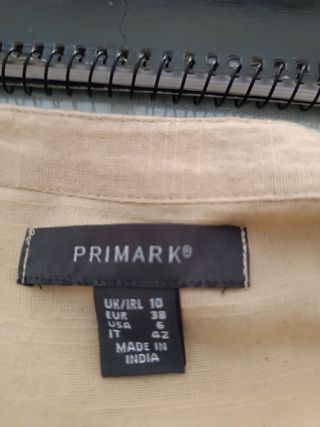 PRIMARK®
UK/IRL 10
EUR 38
USA 6
IT 42
MADE IN
INDIA